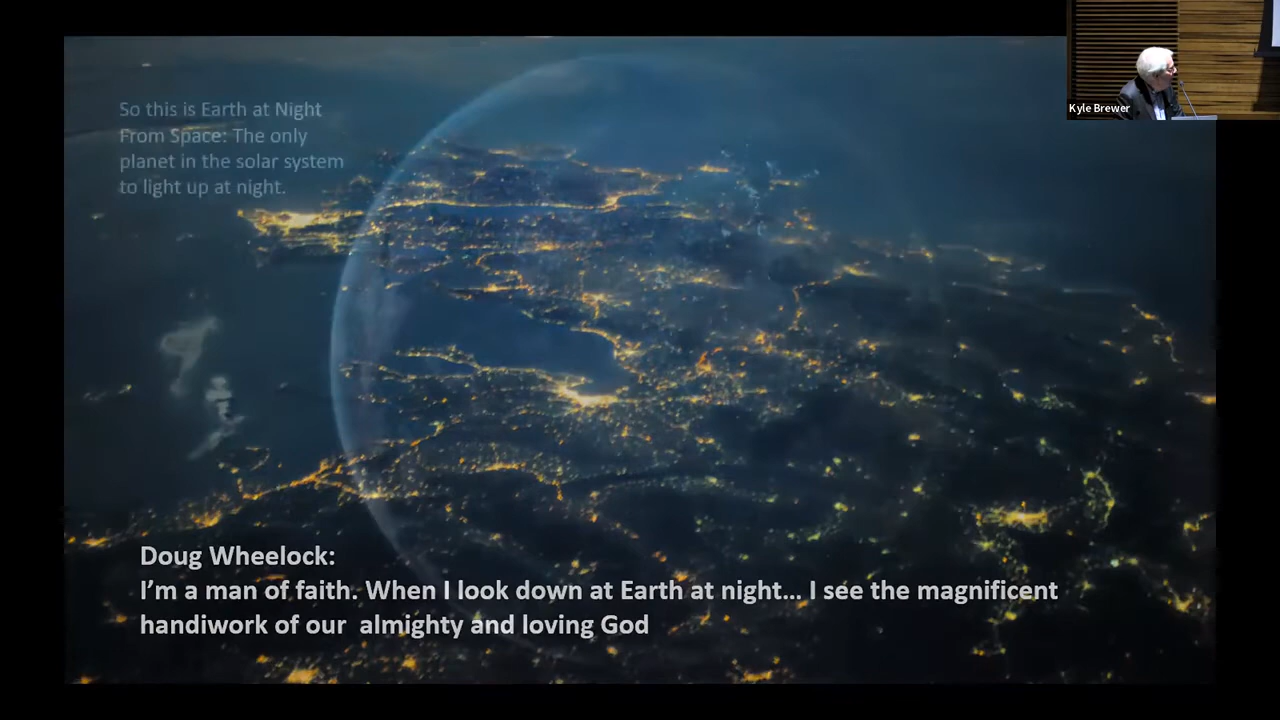 So this is Earth at Night
From Space: The only
planet in the solar system
to light up at night.
Kyle Brewer
Doug Wheelock:
I’m a man of faith. When I look down at Earth at night... I see the magnificent
handiwork of our  almighty and loving God